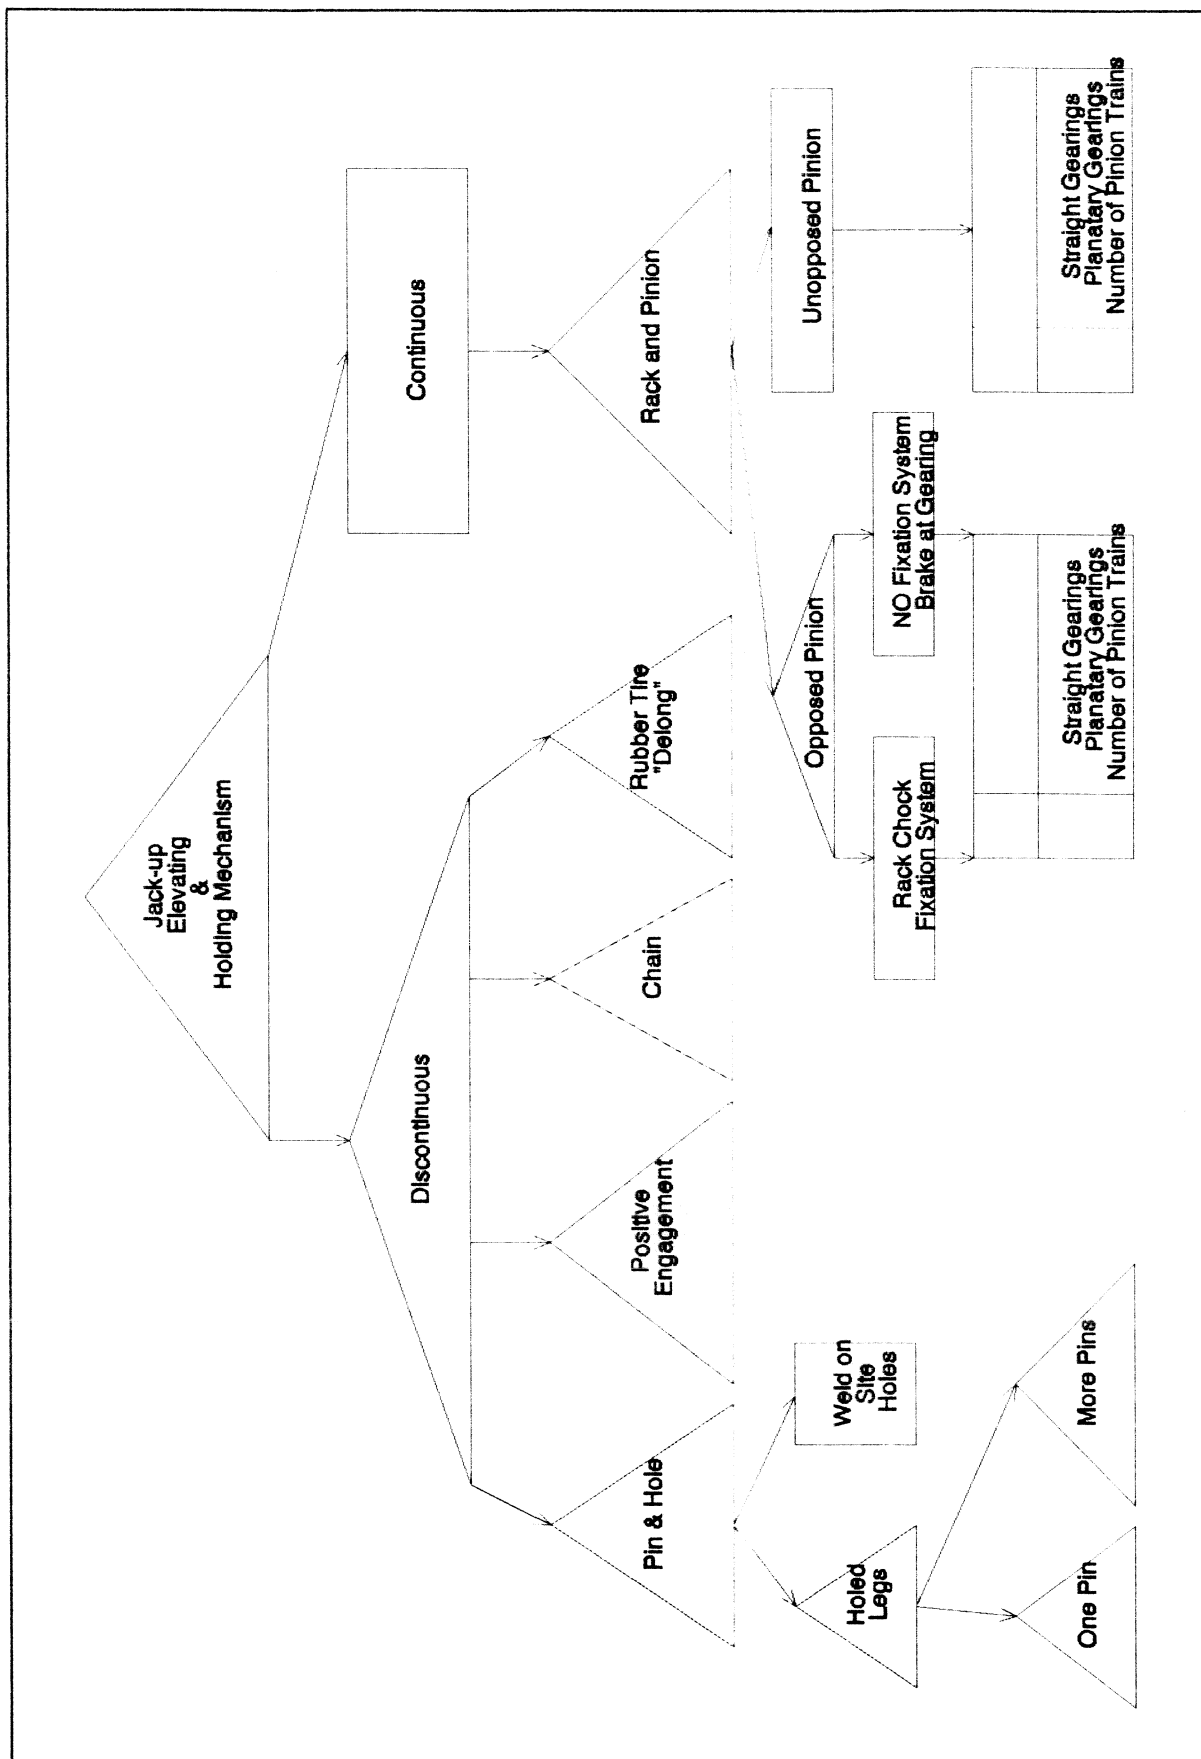 Jack-up
Elevating
&
Holding Mechanism
Discontinuous
Continuous
Pin & Hole
Positive
Engagement
Chain
Rubber Tire
"Delong"
Rack and Pinion
Holed
Legs
Weld on
Site
Holes
Opposed Pinion
Unopposed Pinion
Rack Chock
Fixation System
NO Fixation System
Brake at Gearing
One Pin
More Pins
Straight Gearings
Planatary Gearings
Number of Pinion Trains
Straight Gearings
Planatary Gearings
Number of Pinion Trains